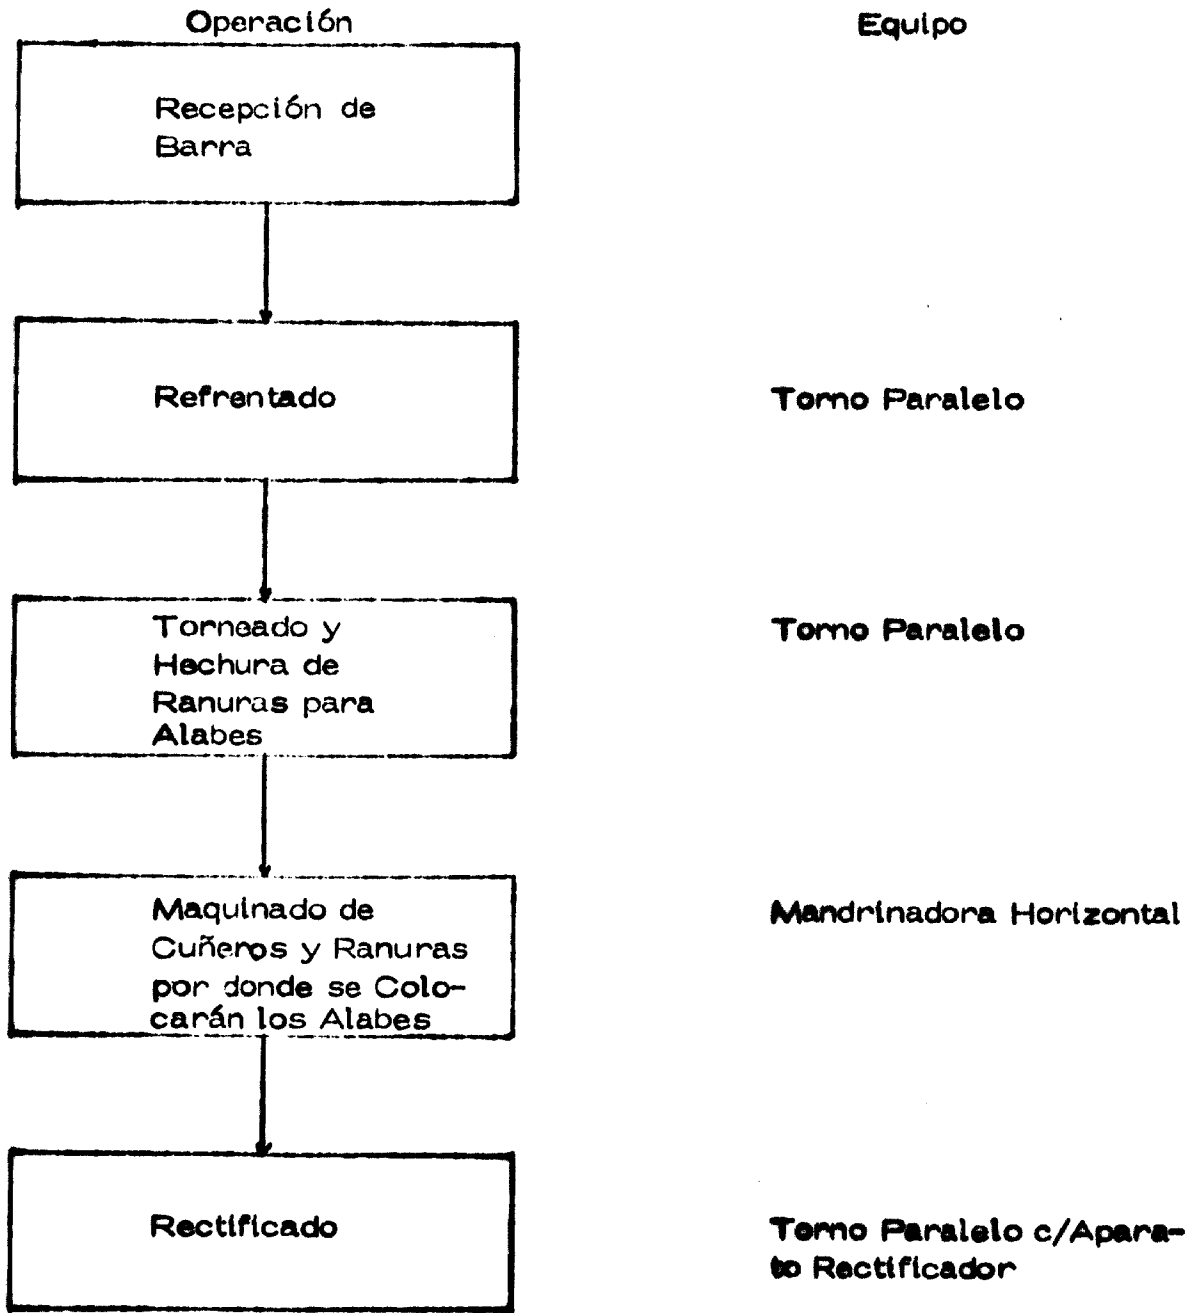 Operación
Equipo
Recepción de
Barra
Refrentado
Torno Paralelo
Torneado y
Hechura de
Ranuras para
Alabes
Torno Paralelo
Maquinado de
Cuñeros y Ranuras
por donde se Colo-
carán los Alabes
Mandrinadora Horizontal
Rectificado
Torno Paralelo c/Apara-
to Rectificador